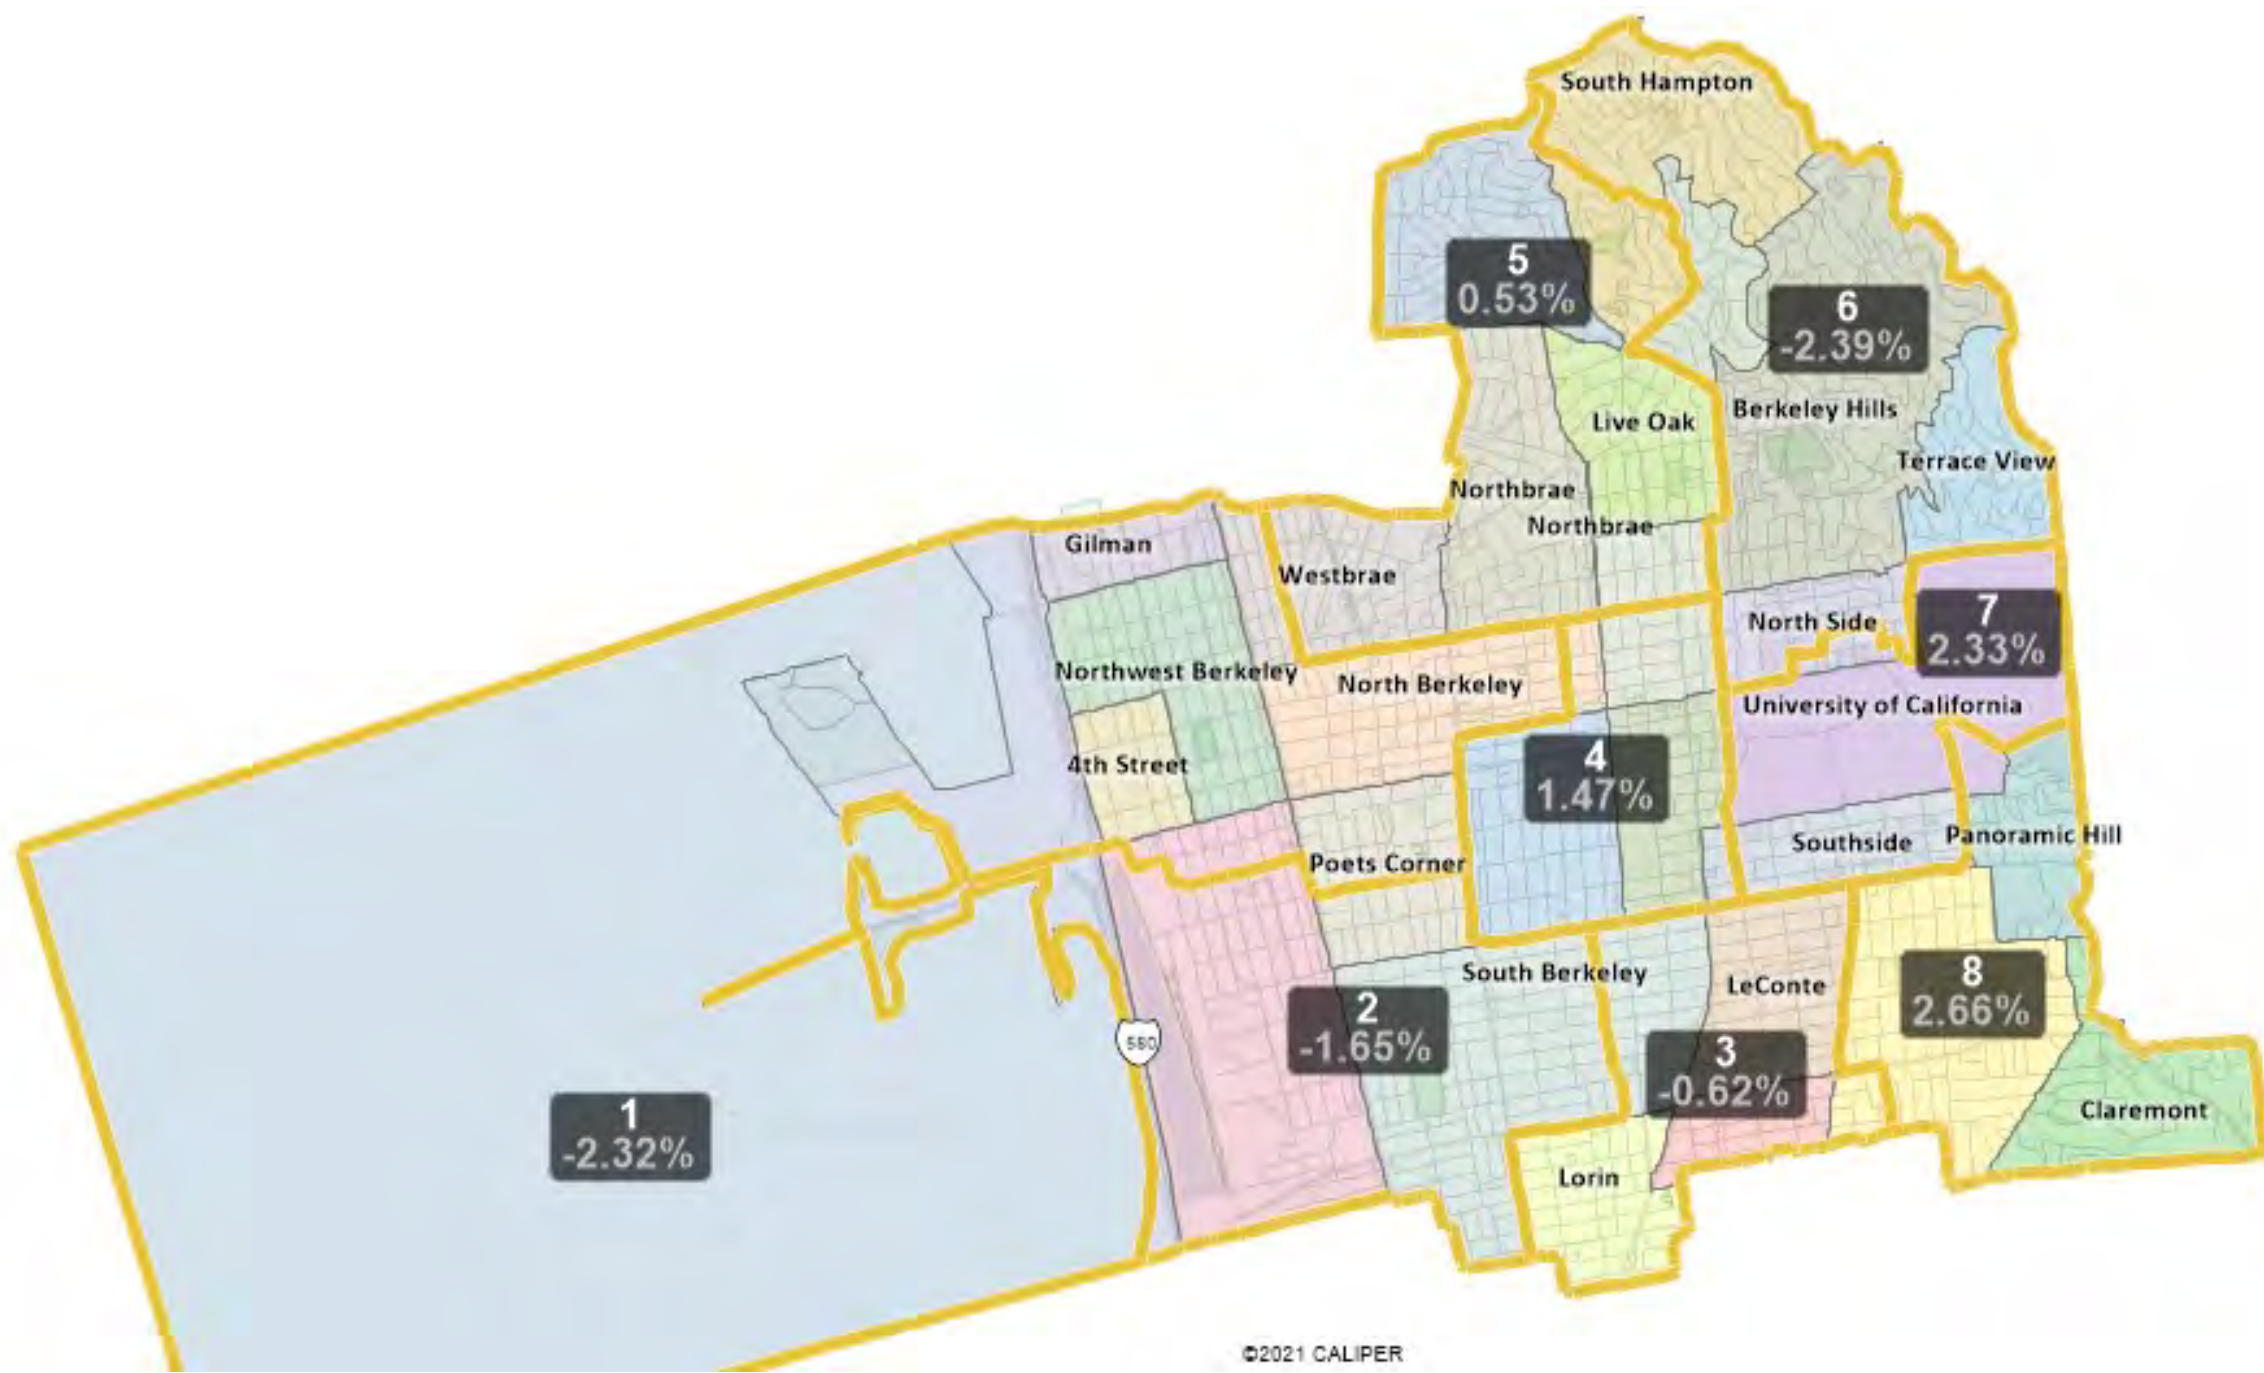 South Hampton
5
0.53%
6
-2.39%
Berkeley Hills
Live Oak
Terrace View
Northbrae
Northbrae
Gilman
Westbrae
7
2.33%
North Side
Northwest Berkeley
North Berkeley
University of California
4th Street
4
1.47%
Southside
Panoramic Hill
Poets Corner
South Berkeley
LeConte
8
2.66%
2
-1.65%
580
3
-0.62%
1
-2.32%
Claremont
Lorin
©2021 CALIPER